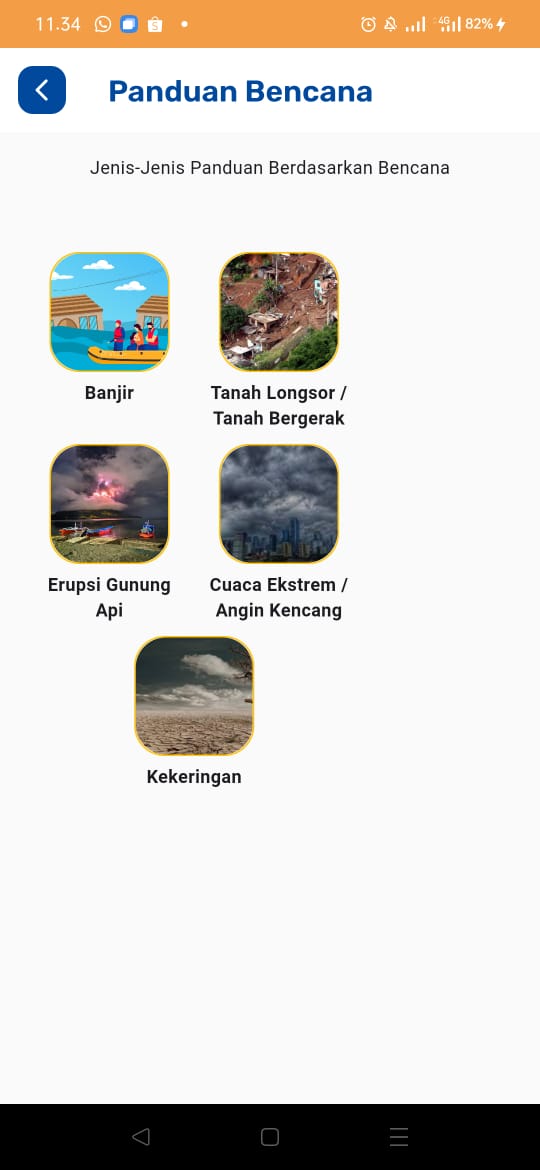 11.34
4G 82%
Panduan Bencana
Jenis-Jenis Panduan Berdasarkan Bencana
Banjir
Tanah Longsor /
Tanah Bergerak
Erupsi Gunung
Api
Cuaca Ekstrem /
Angin Kencang
Kekeringan